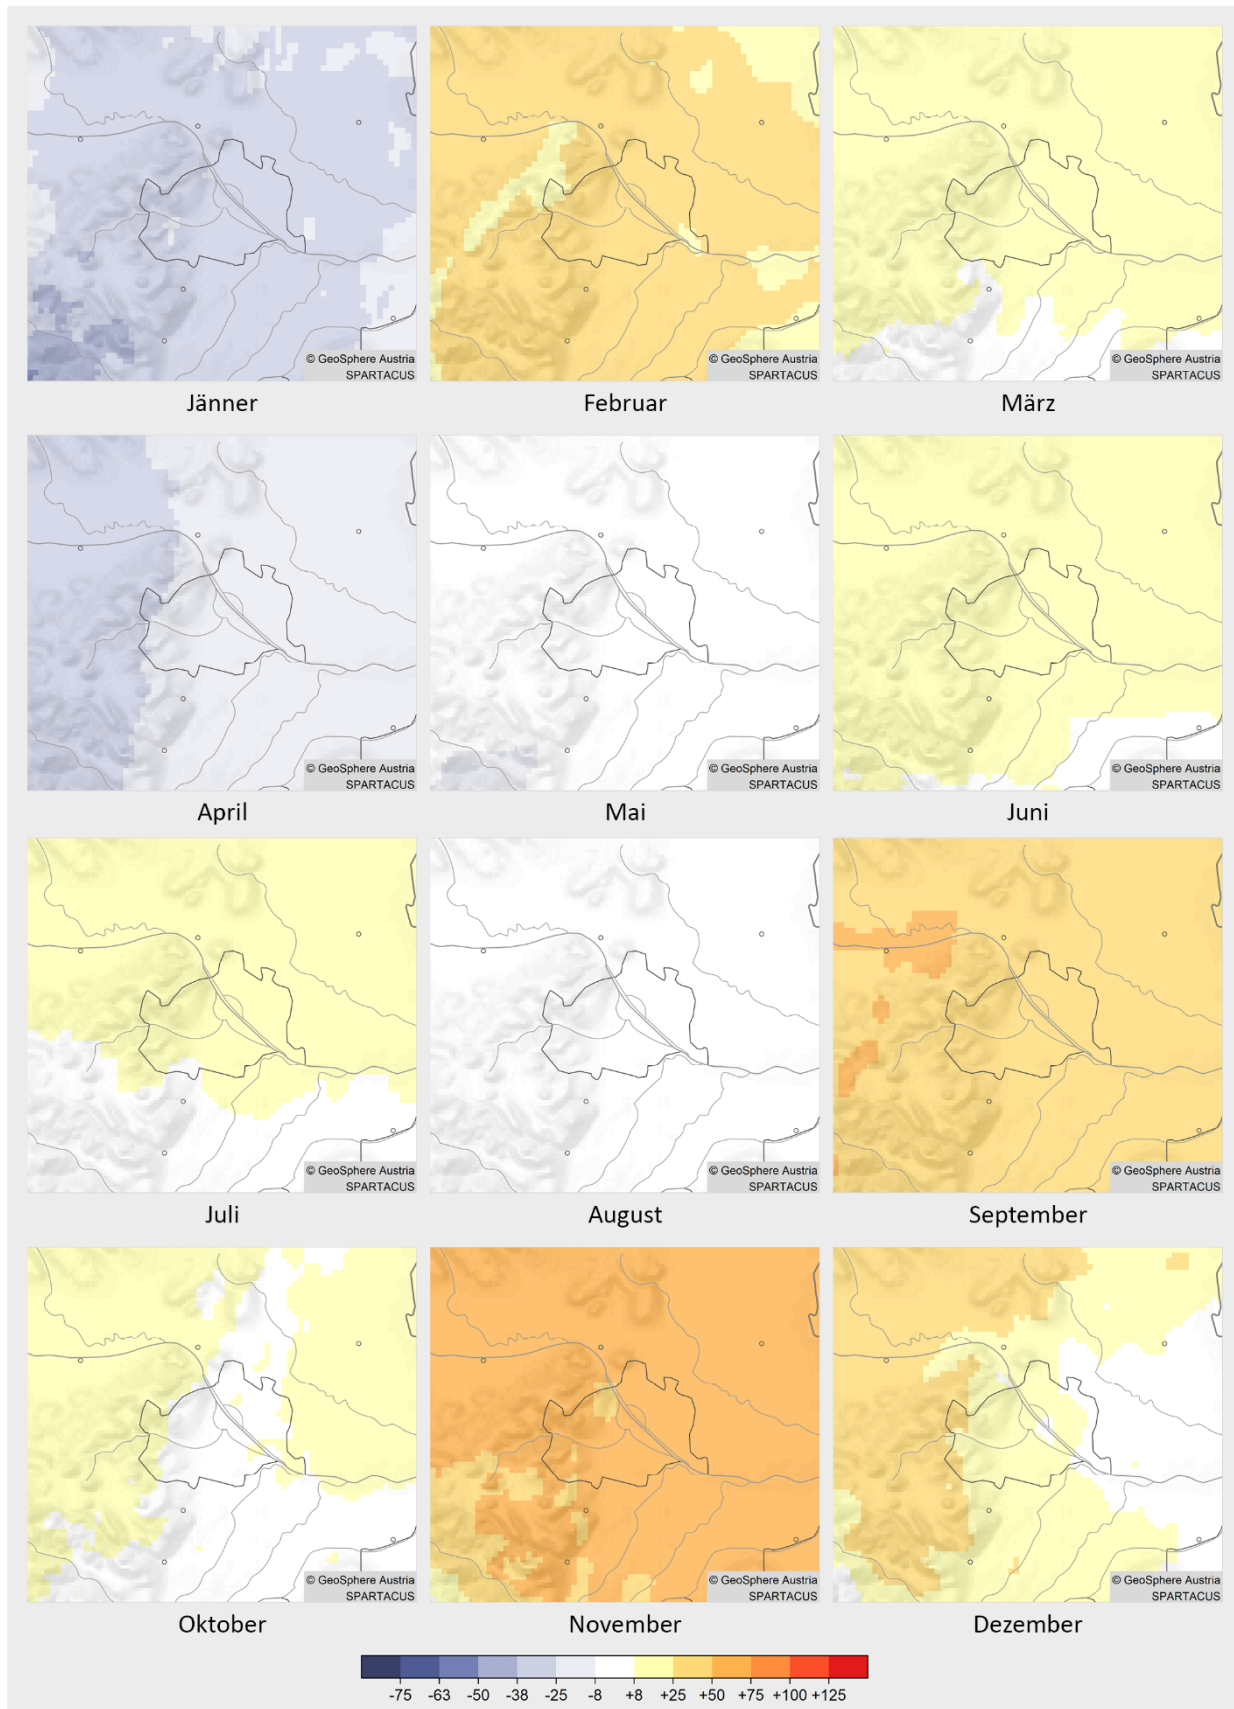 © GeoSphere Austria
SPARTACUS
© GeoSphere Austria
SPARTACUS
© GeoSphere Austria
SPARTACUS
Jänner
Februar
März
© GeoSphere Austria
SPARTACUS
© GeoSphere Austria
SPARTACUS
© GeoSphere Austria
SPARTACUS
April
Mai
Juni
© GeoSphere Austria
SPARTACUS
© GeoSphere Austria
SPARTACUS
© GeoSphere Austria
SPARTACUS
Juli
August
September
© GeoSphere Austria
SPARTACUS
© GeoSphere Austria
SPARTACUS
© GeoSphere Austria
SPARTACUS
Oktober
November
Dezember
-75 -63 -50 -38 -25 -8 +8 +25 +50 +75 +100 +125